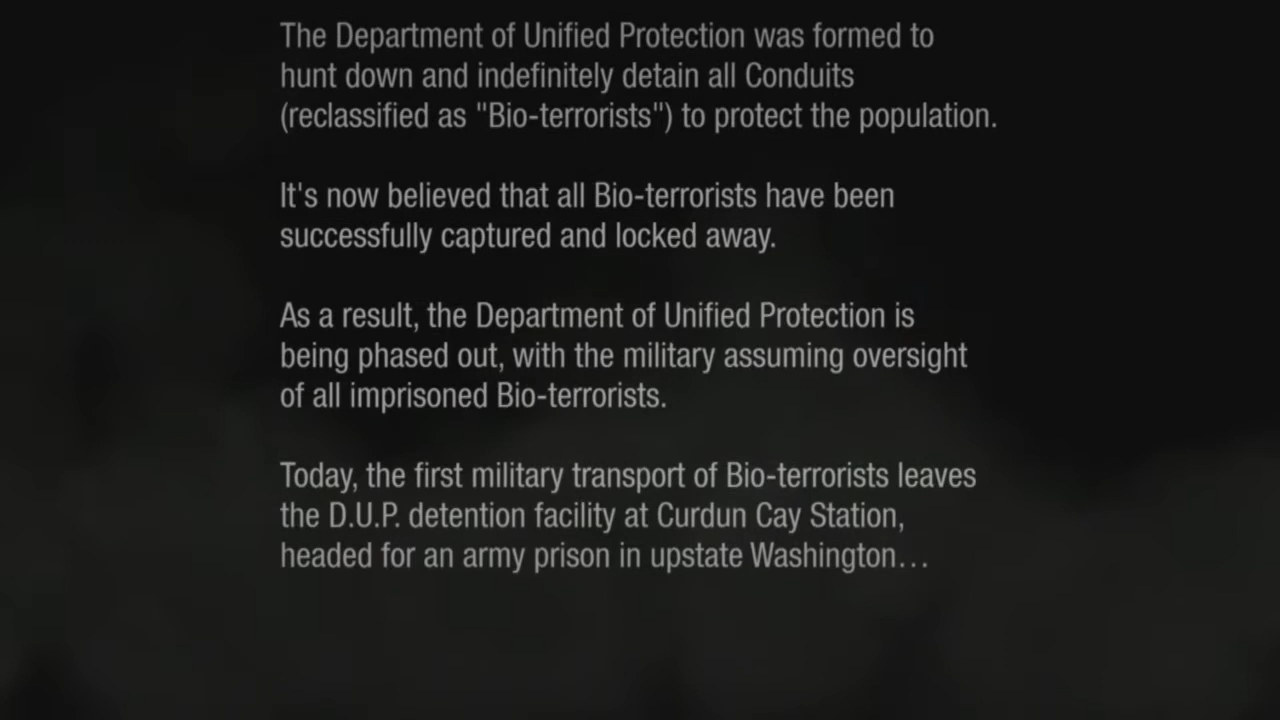 The Department of Unified Protection was formed to
hunt down and indefinitely detain all Conduits
(reclassified as "Bio-terrorists") to protect the population.
It's now believed that all Bio-terrorists have been
successfully captured and locked away.
As a result, the Department of Unified Protection is
being phased out, with the military assuming oversight
of all imprisoned Bio-terrorists.
Today, the first military transport of Bio-terrorists leaves
the D.U.P. detention facility at Curdun Cay Station,
headed for an army prison in upstate Washington...